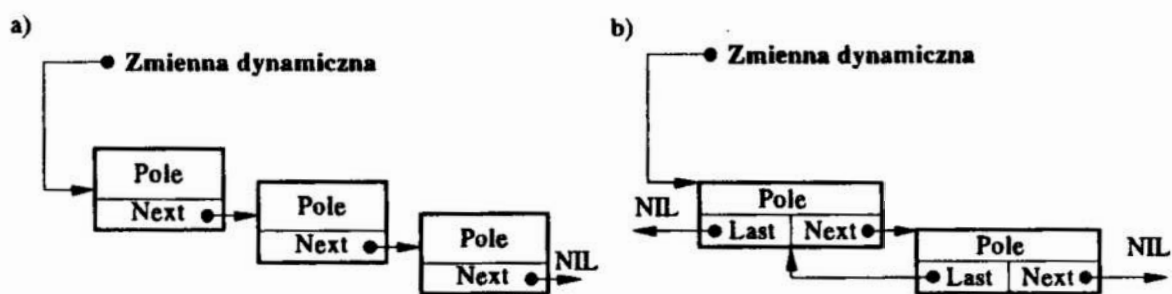 a)
Zmienna dynamiczna
Pole
Next
Pole
Next
Pole
Next
NIL
b)
Zmienna dynamiczna
NIL
Pole
Last
Next
Pole
Last
Next
NIL